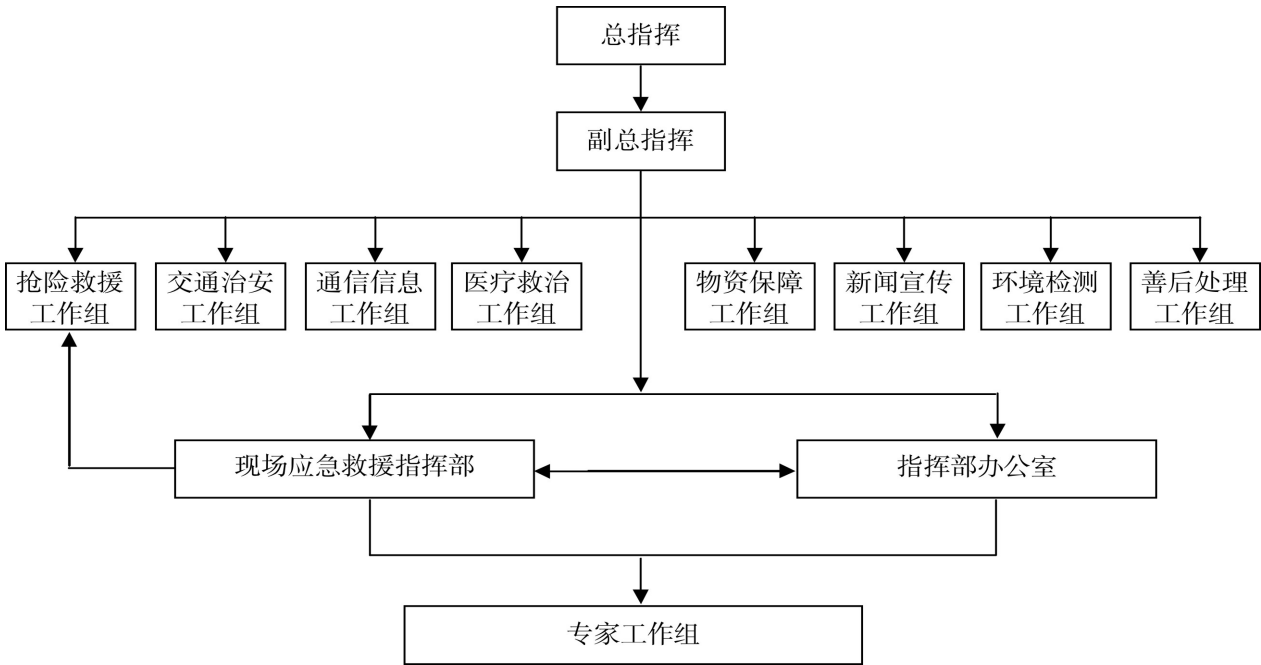 总指挥
副总指挥
抢险救援
工作组
交通治安
工作组
通信信息
工作组
医疗救治
工作组
物资保障
工作组
新闻宣传
工作组
环境检测
工作组
善后处理
工作组
现场应急救援指挥部
指挥部办公室
专家工作组